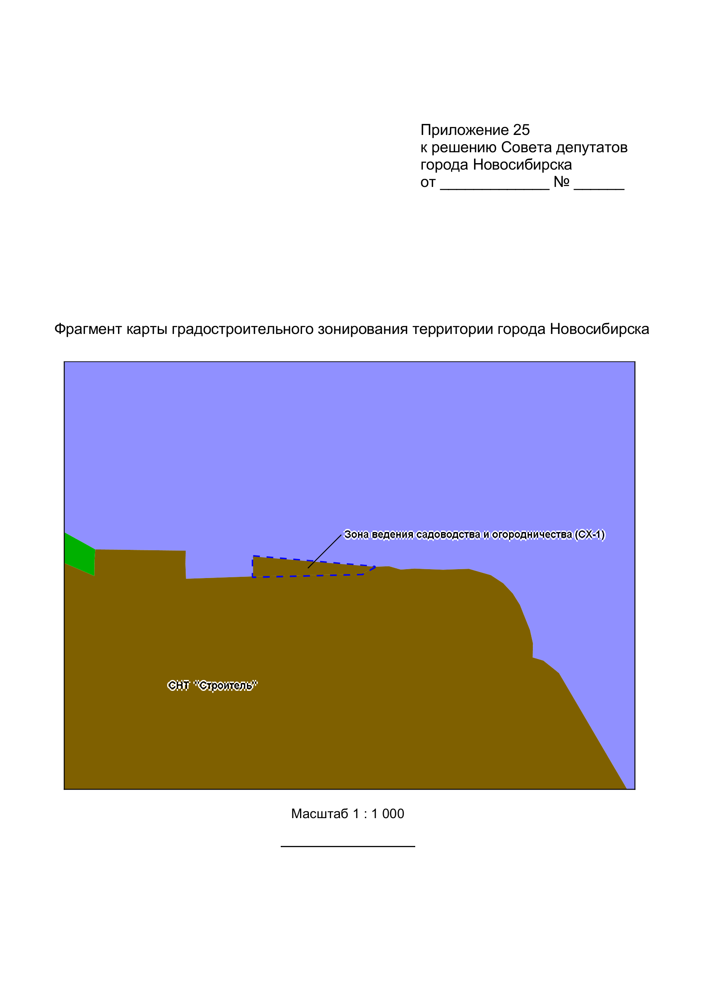 Приложение 25
к решению Совета депутатов
города Новосибирска
от _____________ № ______
Фрагмент карты градостроительного зонирования территории города Новосибирска
Зона ведения садоводства и огородничества (СХ-1)
СНТ "Строитель"
Масштаб 1 : 1 000